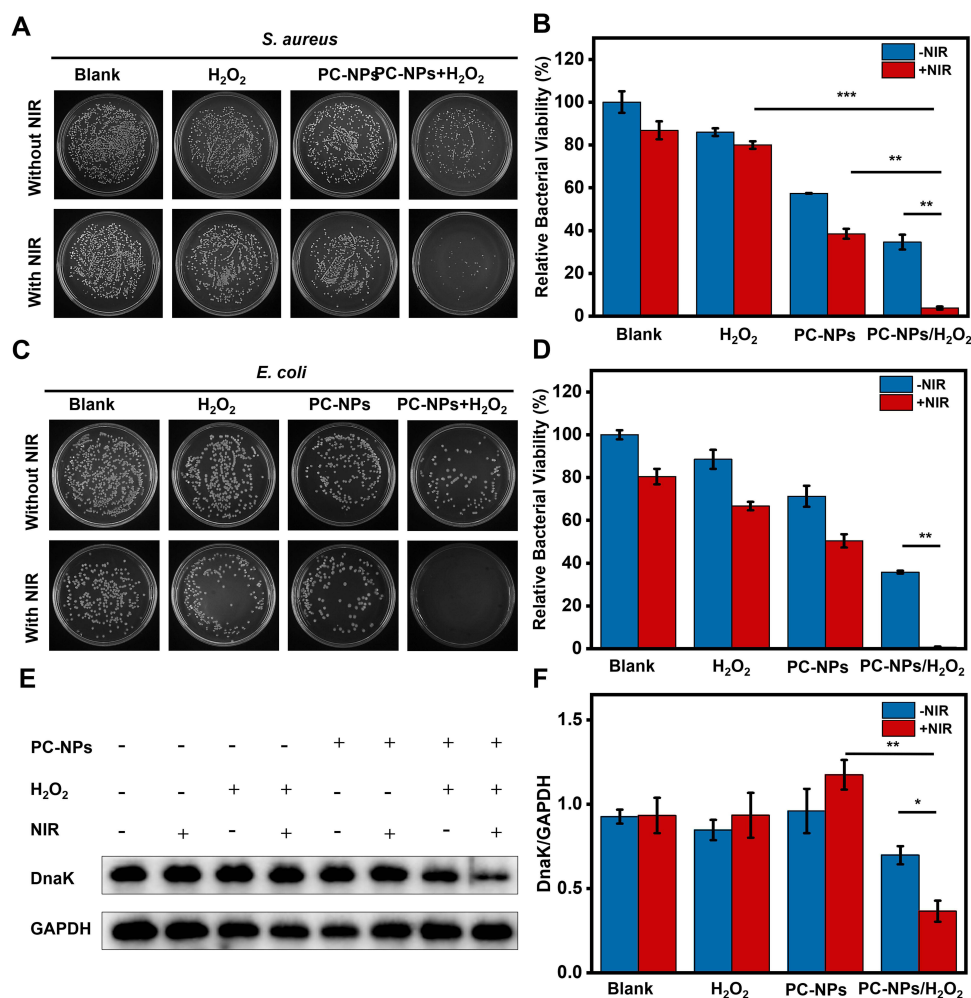 A
S. aureus
Blank H₂O₂ PC-NPs PC-NPs+H₂O₂
Without NIR
With NIR
B
Relative Bacterial Viability (%)
120
100
80
60
40
20
0
-NIR
+NIR
***
**
**
Blank H₂O₂ PC-NPs PC-NPs/H₂O₂
C
E. coli
Blank H₂O₂ PC-NPs PC-NPs+H₂O₂
Without NIR
With NIR
D
Relative Bacterial Viability (%)
120
100
80
60
40
20
0
-NIR
+NIR
**
Blank H₂O₂ PC-NPs PC-NPs/H₂O₂
E
PC-NPs - - - - + + + +
H₂O₂ - - + + - - + +
NIR - + - + - + - +
DnaK
GAPDH
F
DnaK/GAPDH
1.5
1.0
0.5
0.0
-NIR
+NIR
**
*
Blank H₂O₂ PC-NPs PC-NPs/H₂O₂